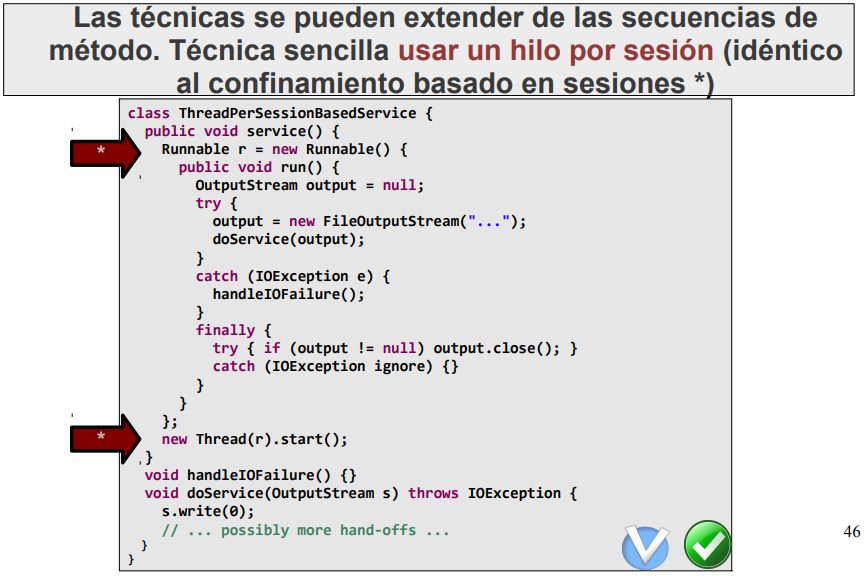 Las técnicas se pueden extender de las secuencias de
método. Técnica sencilla usar un hilo por sesión (idéntico
al confinamiento basado en sesiones *)
class ThreadPerSessionBasedService {
public void service() {
* Runnable r = new Runnable() {
public void run() {
OutputStream output = null;
try {
output = new FileOutputStream("...");
doService(output);
}
catch (IOException e) {
handleIOFailure();
}
finally {
try { if (output != null) output.close(); }
catch (IOException ignore) {}
}
}
};
* new Thread(r).start();
}
void handleIOFailure() {}
void doService(OutputStream s) throws IOException {
s.write(0);
// ... possibly more hand-offs ...
}
}
46